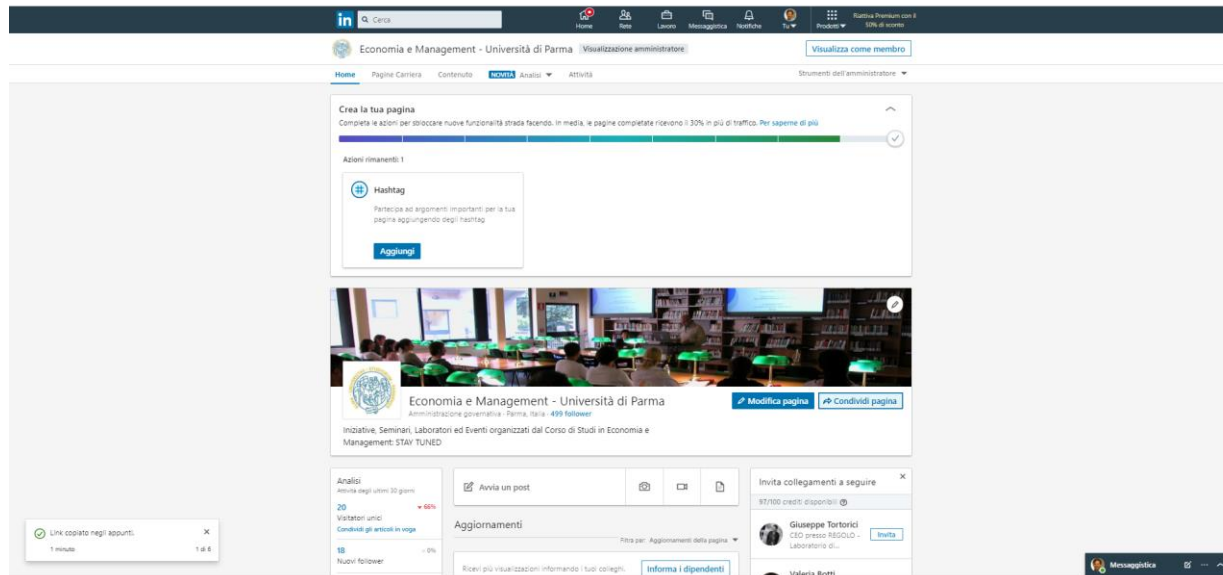 in
Cerca
Home
Rete
Lavoro
Messaggistica
Notifiche
Tu
Prodotti
Riattiva Premium con il
50% di sconto
Economia e Management - Università di Parma
Visualizzazione amministratore
Visualizza come membro
Home
Pagine Carriera
Contenuto
NOVITÀ Analisi
Attività
Strumenti dell'amministratore
Crea la tua pagina
Completa le azioni per sbloccare nuove funzionalità strada facendo. In media, le pagine completate ricevono il 30% in più di traffico. Per saperne di più
Azioni rimanenti: 1
# Hashtag
Partecipa ad argomenti importanti per la tua
pagina aggiungendo degli hashtag
Aggiungi
Economia e Management - Università di Parma
Amministrazione governativa · Parma, Italia · 499 follower
Modifica pagina
Condividi pagina
Iniziative, Seminari, Laboratori ed Eventi organizzati dal Corso di Studi in Economia e
Management: STAY TUNED
Analisi
Attività degli ultimi 30 giorni
20
66%
Visitatori unici
Condividi gli articoli in voga
18
- 0%
Nuovi follower
Avvia un post
Aggiornamenti
Filtra per: Aggiornamenti della pagina
Ricevi più visualizzazioni informando i tuoi colleghi.
Informa i dipendenti
Invita collegamenti a seguire
97/100 crediti disponibili
Giuseppe Tortorici
CEO presso REGOLO -
Laboratorio di...
Invita
Valeria Botti
Link copiato negli appunti.
1 minuto
1 di 8
Messaggistica